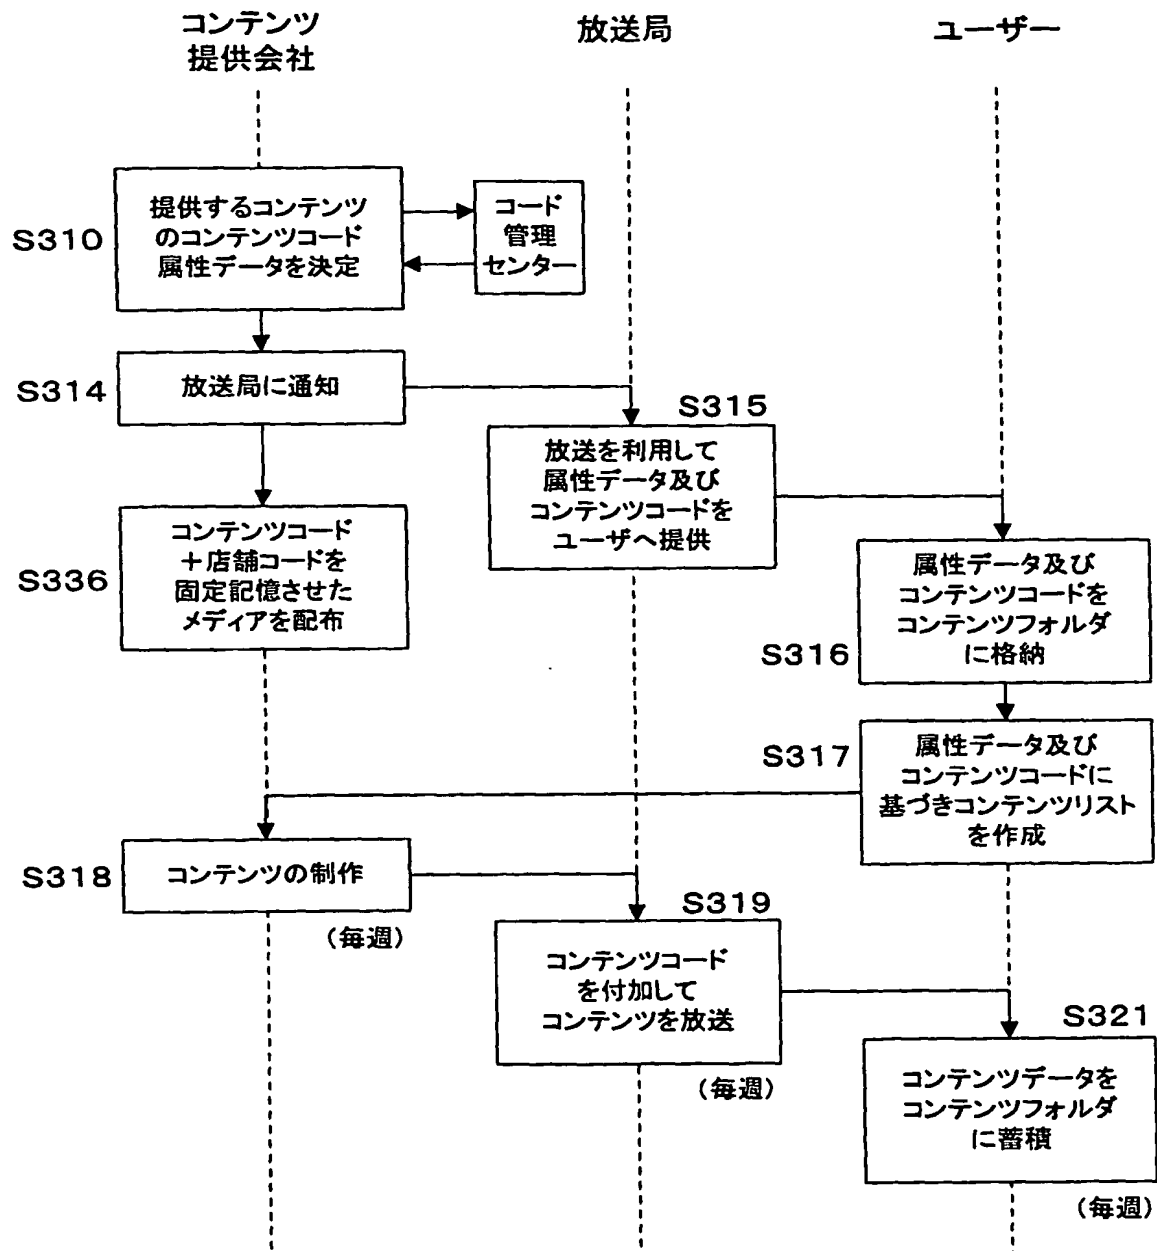 コンテンツ
提供会社
放送局
ユーザー
S310
提供するコンテンツ
のコンテンツコード
属性データを決定
コード
管理
センター
S314
放送局に通知
S315
放送を利用して
属性データ及び
コンテンツコードを
ユーザへ提供
S336
コンテンツコード
＋店舗コードを
固定記憶させた
メディアを配布
S316
属性データ及び
コンテンツコードを
コンテンツフォルダ
に格納
S317
属性データ及び
コンテンツコードに
基づきコンテンツリスト
を作成
S318
コンテンツの制作
（毎週）
S319
コンテンツコード
を付加して
コンテンツを放送
（毎週）
S321
コンテンツデータを
コンテンツフォルダ
に蓄積
（毎週）